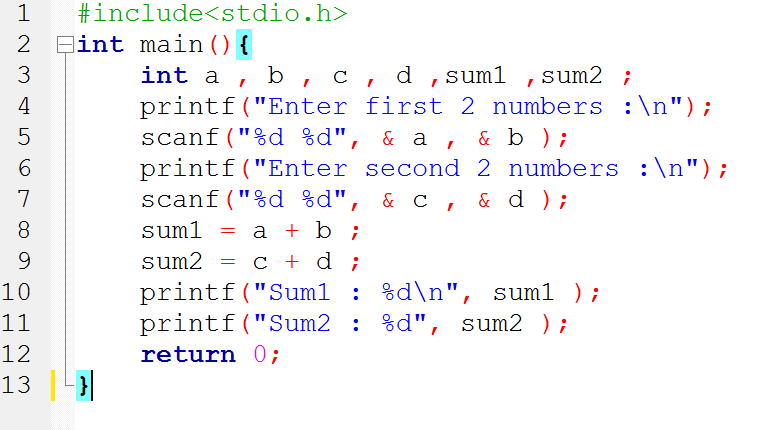 1 #include<stdio.h>
2 int main(){
3 int a , b , c , d ,sum1 ,sum2 ;
4 printf("Enter first 2 numbers :\n");
5 scanf("%d %d", & a , & b );
6 printf("Enter second 2 numbers :\n");
7 scanf("%d %d", & c , & d );
8 sum1 = a + b ;
9 sum2 = c + d ;
10 printf("Sum1 : %d\n", sum1 );
11 printf("Sum2 : %d", sum2 );
12 return 0;
13 }